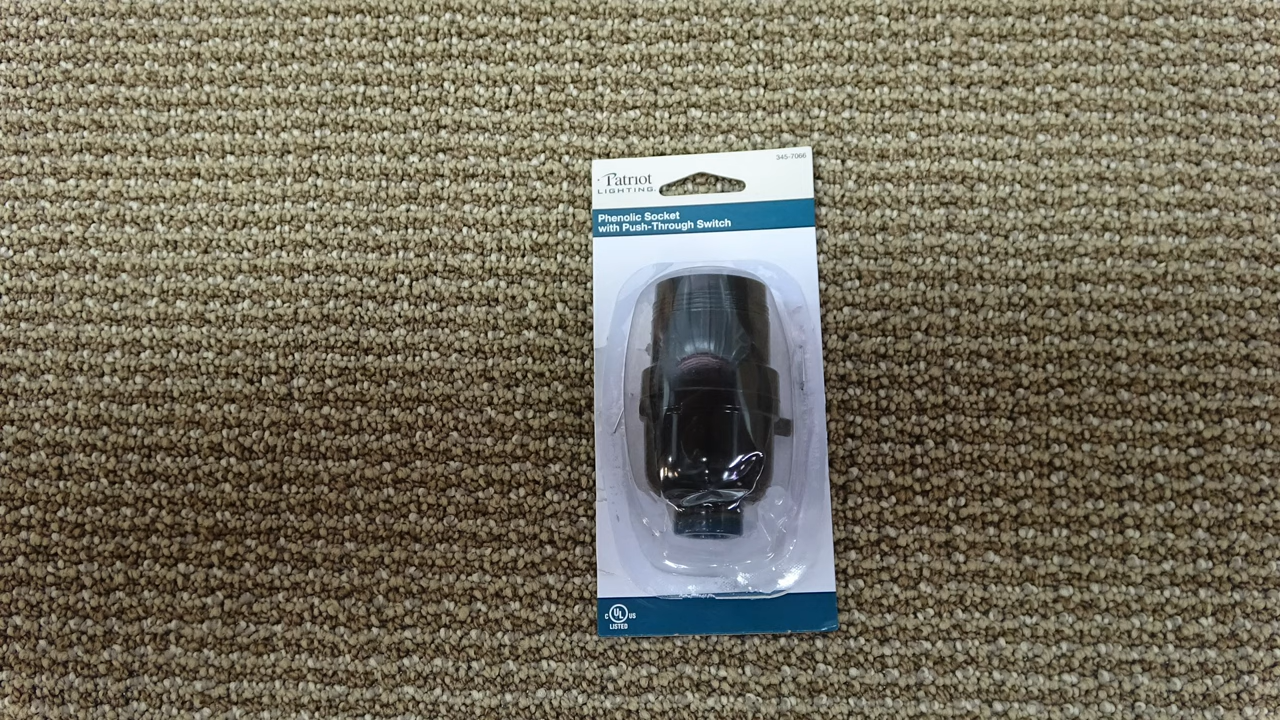 345-7066
Patriot
LIGHTING.
Phenolic Socket
with Push-Through Switch
C UL US
LISTED